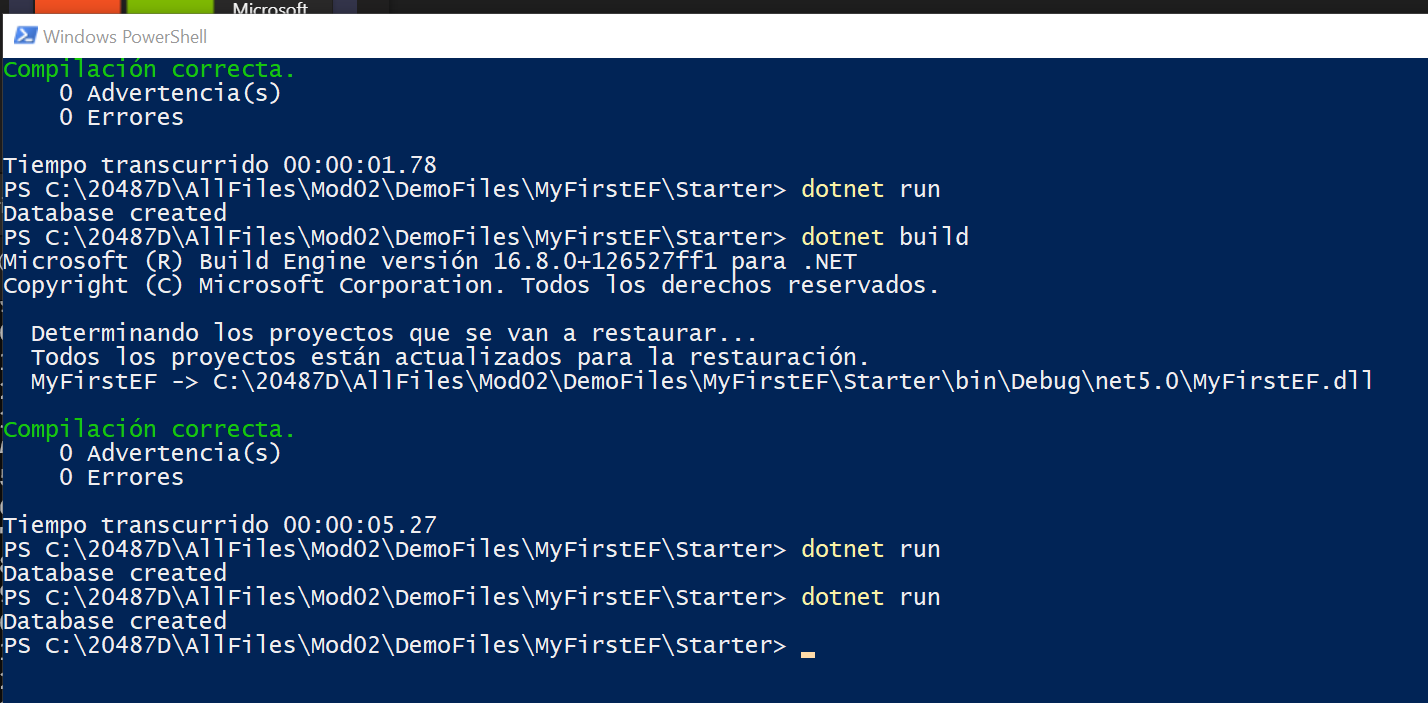 Microsoft
Windows PowerShell
Compilación correcta.
    0 Advertencia(s)
    0 Errores
Tiempo transcurrido 00:00:01.78
PS C:\20487D\AllFiles\Mod02\DemoFiles\MyFirstEF\Starter> dotnet run
Database created
PS C:\20487D\AllFiles\Mod02\DemoFiles\MyFirstEF\Starter> dotnet build
Microsoft (R) Build Engine versión 16.8.0+126527ff1 para .NET
Copyright (C) Microsoft Corporation. Todos los derechos reservados.
  Determinando los proyectos que se van a restaurar...
  Todos los proyectos están actualizados para la restauración.
  MyFirstEF -> C:\20487D\AllFiles\Mod02\DemoFiles\MyFirstEF\Starter\bin\Debug\net5.0\MyFirstEF.dll
Compilación correcta.
    0 Advertencia(s)
    0 Errores
Tiempo transcurrido 00:00:05.27
PS C:\20487D\AllFiles\Mod02\DemoFiles\MyFirstEF\Starter> dotnet run
Database created
PS C:\20487D\AllFiles\Mod02\DemoFiles\MyFirstEF\Starter> dotnet run
Database created
PS C:\20487D\AllFiles\Mod02\DemoFiles\MyFirstEF\Starter>